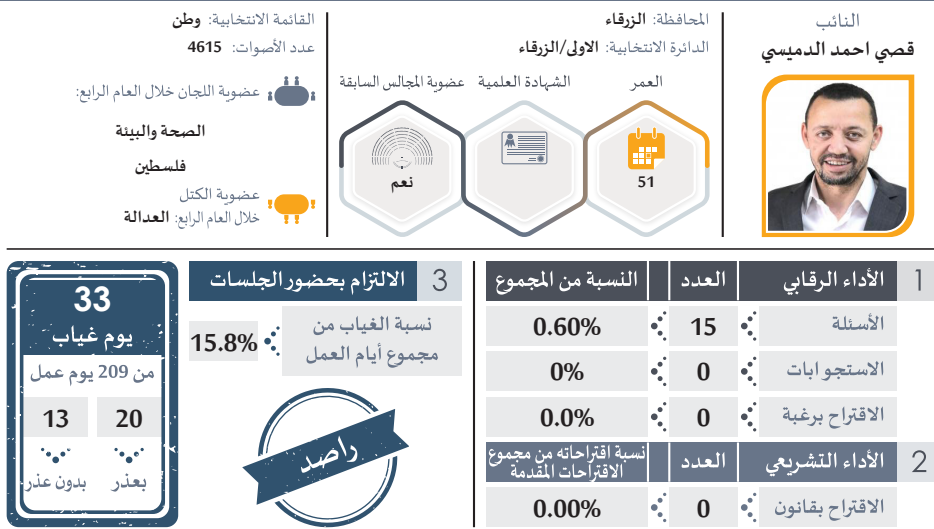 النائب
قصي احمد الدميسي
المحافظة: الزرقاء
الدائرة الانتخابية: الاولى/الزرقاء
العمر
51
الشهادة العلمية
عضوية المجالس السابقة
نعم
القائمة الانتخابية: وطن
عدد الأصوات: 4615
عضوية اللجان خلال العام الرابع:
الصحة والبيئة
فلسطين
عضوية الكتل
خلال العام الرابع: العدالة
1 الأداء الرقابي العدد النسبة من المجموع
الأسئلة 15 0.60%
الاستجوابات 0 0%
الاقتراح برغبة 0 0.0%
2 الأداء التشريعي العدد نسبة اقتراحاته من مجموع
الاقتراحات المقدمة
الاقتراح بقانون 0 0.00%
3 الالتزام بحضور الجلسات
نسبة الغياب من
مجموع أيام العمل
15.8%
راصد
33
يوم غياب
من 209 يوم عمل
20 13
بعذر بدون عذر